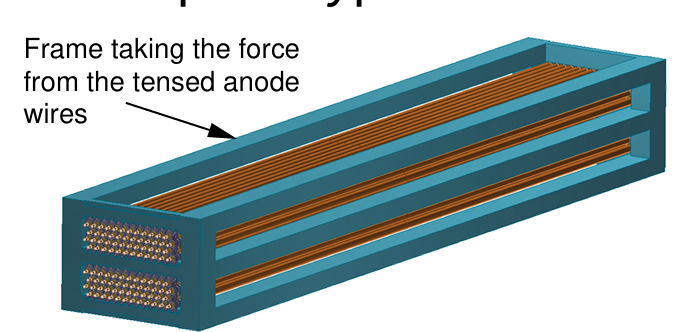 Frame taking the force
from the tensed anode
wires